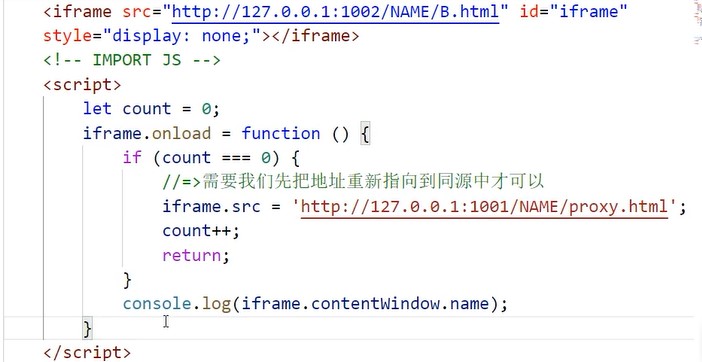 <iframe src="http://127.0.0.1:1002/NAME/B.html" id="iframe"
style="display: none;"></iframe>
<!-- IMPORT JS -->
<script>
    let count = 0;
    iframe.onload = function () {
        if (count === 0) {
            //=>需要我们先把地址重新指向到同源中才可以
            iframe.src = 'http://127.0.0.1:1001/NAME/proxy.html';
            count++;
            return;
        }
        console.log(iframe.contentWindow.name);
    }
</script>